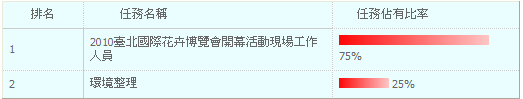 排名 任務名稱 任務佔有比率
1 2010臺北國際花卉博覽會開幕活動現場工作
人員 75%
2 環境整理 25%